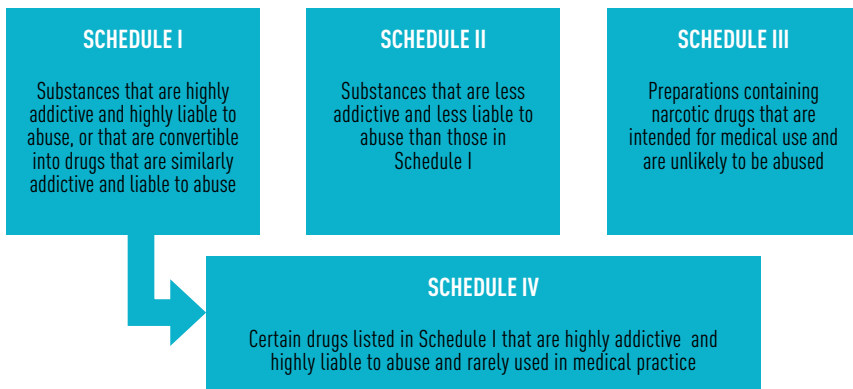 SCHEDULE I
Substances that are highly
addictive and highly liable to
abuse, or that are convertible
into drugs that are similarly
addictive and liable to abuse
SCHEDULE II
Substances that are less
addictive and less liable to
abuse than those in
Schedule I
SCHEDULE III
Preparations containing
narcotic drugs that are
intended for medical use and
are unlikely to be abused
SCHEDULE IV
Certain drugs listed in Schedule I that are highly addictive and
highly liable to abuse and rarely used in medical practice